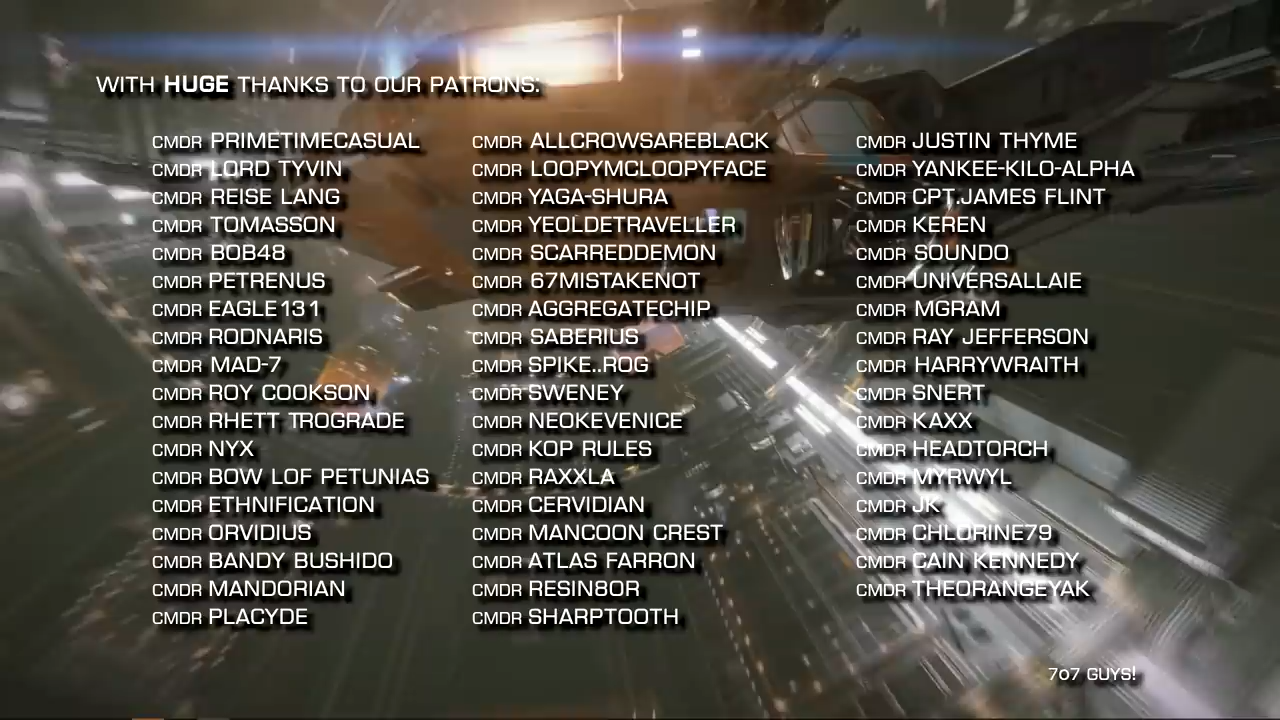 WITH HUGE THANKS TO OUR PATRONS:
CMDR PRIMETIMECASUAL
CMDR LORD TYVIN
CMDR REISE LANG
CMDR TOMASSON
CMDR BOB48
CMDR PETRENUS
CMDR EAGLE131
CMDR RODNARIS
CMDR MAD-7
CMDR ROY COOKSON
CMDR RHETT TROGRADE
CMDR NYX
CMDR BOW LOF PETUNIAS
CMDR ETHNIFICATION
CMDR ORVIDIUS
CMDR BANDY BUSHIDO
CMDR MANDORIAN
CMDR PLACYDE
CMDR ALLCROWSAREBLACK
CMDR LOOPYMCLOOPYFACE
CMDR YAGA-SHURA
CMDR YEOLDETRAVELLER
CMDR SCARREDDEMON
CMDR 67MISTAKENOT
CMDR AGGREGATECHIP
CMDR SABERIUS
CMDR SPIKE..ROG
CMDR SWENEY
CMDR NEOKEVENICE
CMDR KOP RULES
CMDR RAXXLA
CMDR CERVIDIAN
CMDR MANCOON CREST
CMDR ATLAS FARRON
CMDR RESIN8OR
CMDR SHARPTOOTH
CMDR JUSTIN THYME
CMDR YANKEE-KILO-ALPHA
CMDR CPT.JAMES FLINT
CMDR KEREN
CMDR SOUNDO
CMDR UNIVERSALLAIE
CMDR MGRAM
CMDR RAY JEFFERSON
CMDR HARRYWRAITH
CMDR SNERT
CMDR KAXX
CMDR HEADTORCH
CMDR MYRWYL
CMDR JK
CMDR CHLORINE79
CMDR CAIN KENNEDY
CMDR THEORANGEYAK
7o7 GUYS!